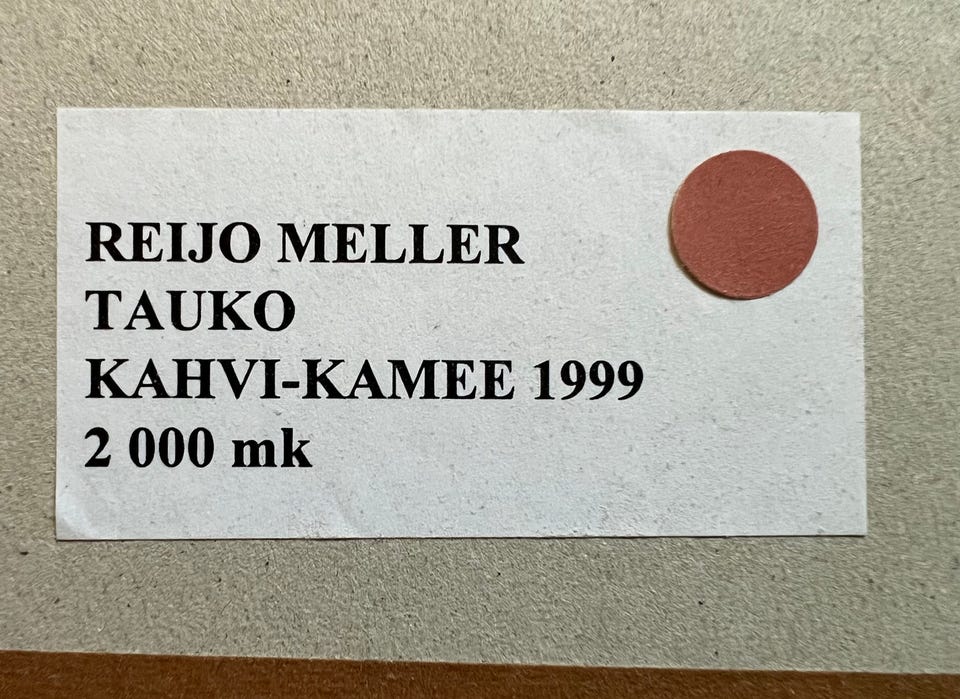 REIJO MELLER
TAUKO
KAHVI-KAMEE 1999
2 000 mk